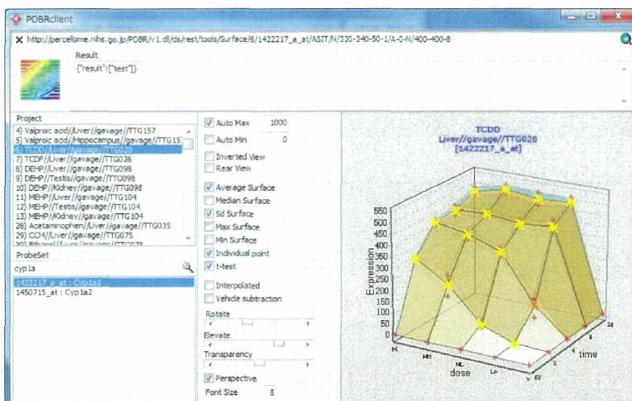 PDBRclient
http://percellome.nihs.go.jp/PDBR/v1.dl/ds/rest/tools/Surface/6/1422217_a_at/ASIT/N/330-340-50-1/A-0-N/400-400-8
Result
{"result":["test"]}
Project
4) Valproic acid//Liver//gavage//TTG157
5) Valproic acid//Hippocampus//gavage//TTG157
6) TCDD//Liver//gavage//TTG028
7) TCDF//Liver//gavage//TTG026
8) DEHP//Liver//gavage//TTG098
9) DEHP//Testis//gavage//TTG098
10) DEHP//Kidney//gavage//TTG098
11) MEHP//Liver//gavage//TTG104
12) MEHP//Testis//gavage//TTG104
13) MEHP//Kidney//gavage//TTG104
28) Acetaminophen//Liver//gavage//TTG035
29) CCl4//Liver//gavage//TTG075
ProbeSet
cyp1a
1422217_a_at : Cyp1a1
1450715_at : Cyp1a2
Auto Max 1000
Auto Min 0
Inverted View
Rear View
Average Surface
Median Surface
Sd Surface
Max Surface
Min Surface
Individual point
t-test
Interpolated
Vehicle subtraction
Rotate
Elevate
Transparency
Perspective
Font Size 8
TCDD
Liver//gavage//TTG028
[1422217_a_at]
Expression
550
500
450
400
350
300
250
200
150
100
50
0
dose
time